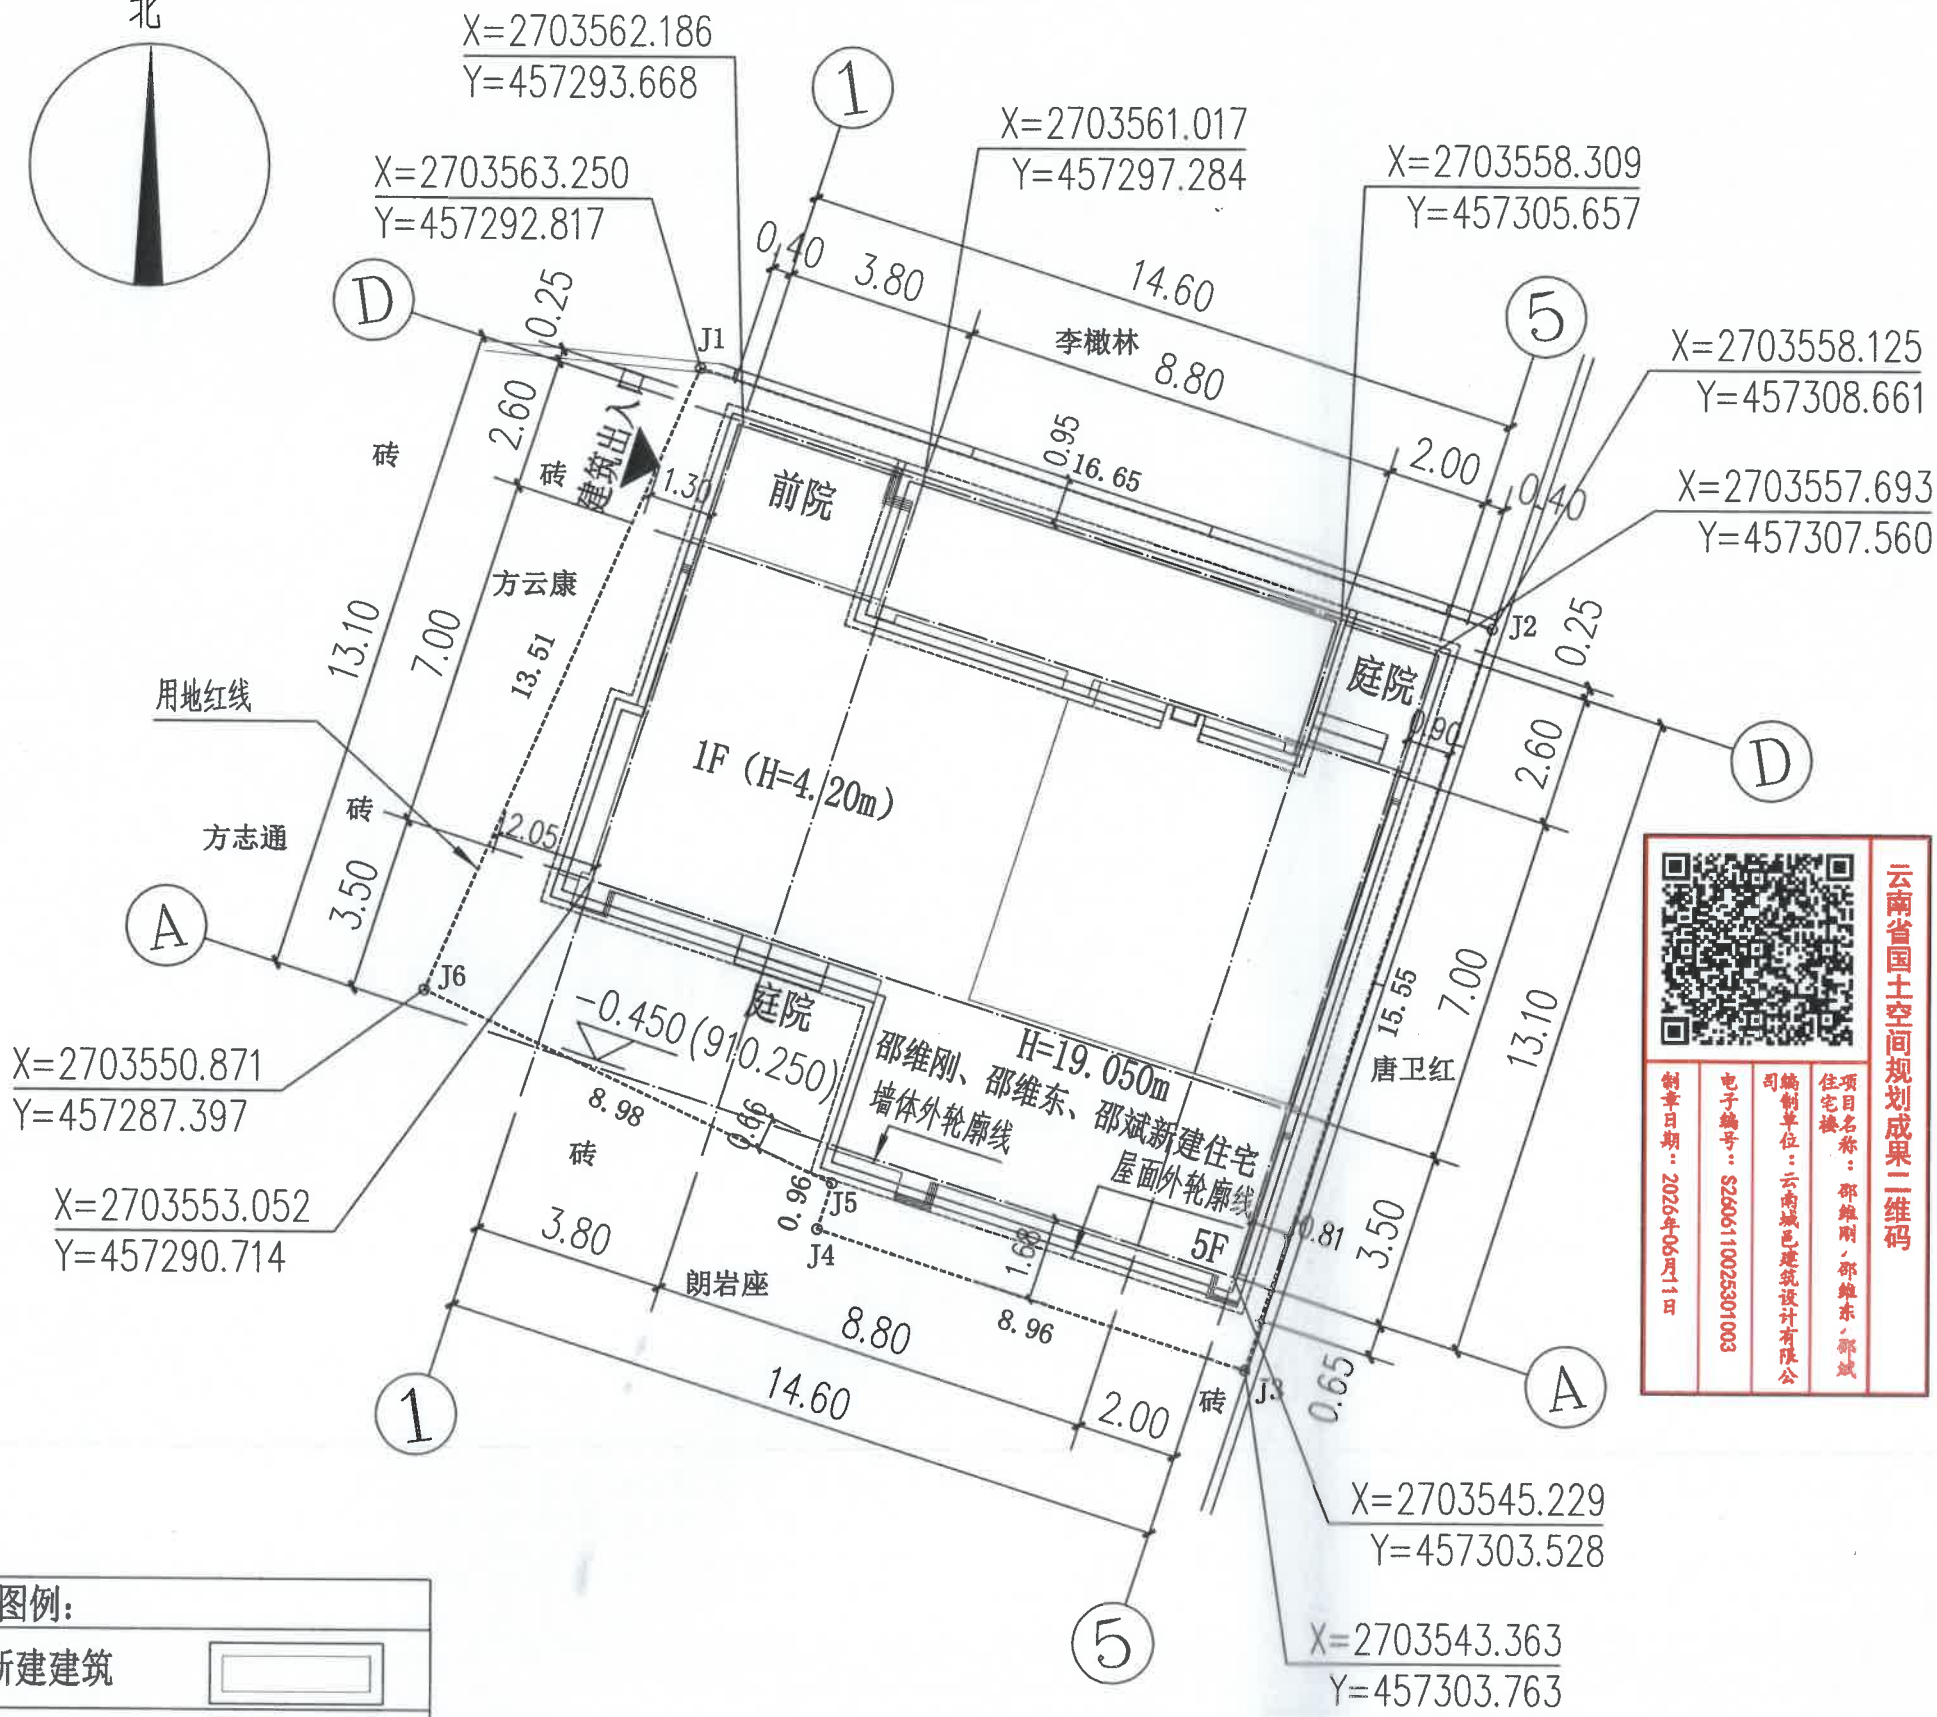 北
X=2703562.186
Y=457293.668
1
X=2703561.017
Y=457297.284
X=2703558.309
Y=457305.657
X=2703563.250
Y=457292.817
0.40
3.80
14.60
D
0.25
J1
李橄林
8.80
5
X=2703558.125
Y=457308.661
2.60
砖
砖
建筑出入口
1.30
前院
0.95
16.65
2.00
0.40
X=2703557.693
Y=457307.560
方云康
13.10
7.00
13.51
J2
0.25
庭院
0.90
2.60
D
用地红线
1F（H=4.20m）
砖
方志通
2.05
3.50
A
J6
庭院
-0.450(910.250)
H=19.050m
邵维刚、邵维东、邵斌新建住宅
墙体外轮廓线
屋面外轮廓线
15.55
唐卫红
7.00
13.10
X=2703550.871
Y=457287.397
8.98
砖
0.66
0.96
J5
J4
1.68
5F
0.81
3.50
X=2703553.052
Y=457290.714
3.80
朗岩座
8.80
8.96
14.60
2.00
砖
J3
0.65
A
1
5
X=2703545.229
Y=457303.528
X=2703543.363
Y=457303.763
云南省国土空间规划成果二维码
项目名称：邵维刚、邵维东、邵斌
住宅楼
编制单位：云南城邑建筑设计有限公
司
电子编号：S26061100253010​03
制章日期：2026年06月11日
图例：
新建建筑